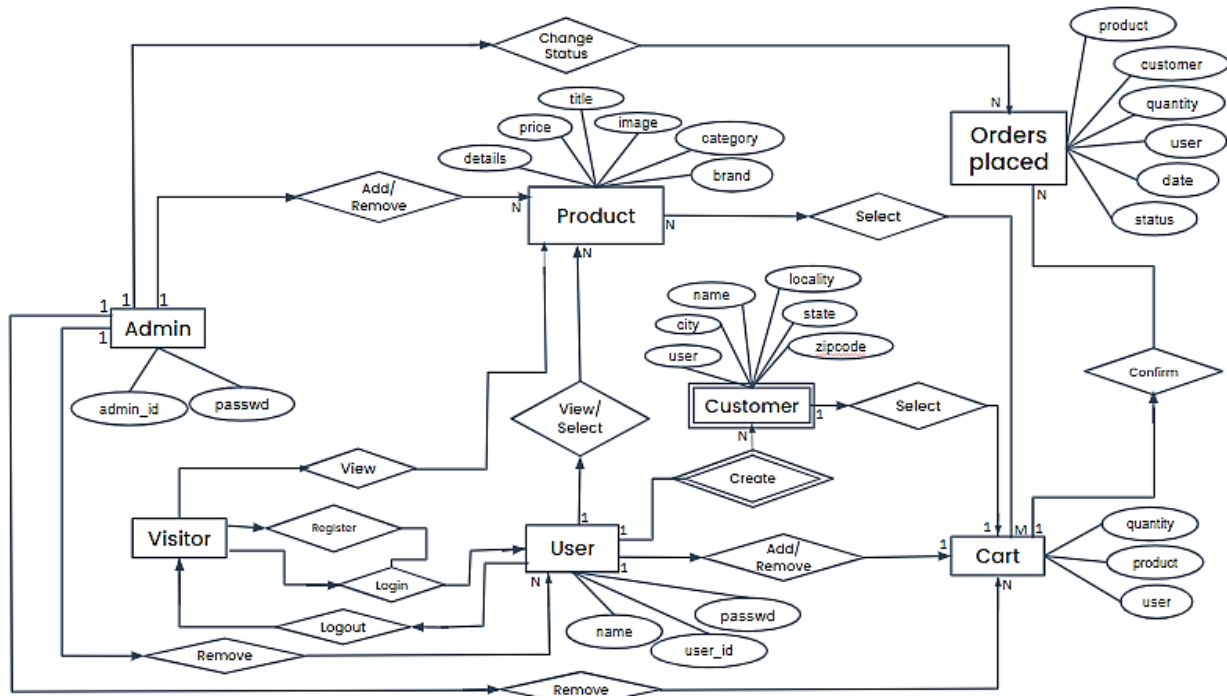 Change
Status
product
customer
quantity
user
date
status
N
Orders
placed
N
title
price
image
category
details
brand
Add/
Remove
N
Product
N
N
Select
1
1
1
1
Admin
admin_id
passwd
locality
name
state
city
zipcode
user
Customer
1
N
Select
Confirm
View/
Select
View
Create
Register
Visitor
Login
Logout
1
1
User
1
N
Add/
Remove
name
user_id
passwd
1
1
M
1
Cart
N
quantity
product
user
Remove
Remove